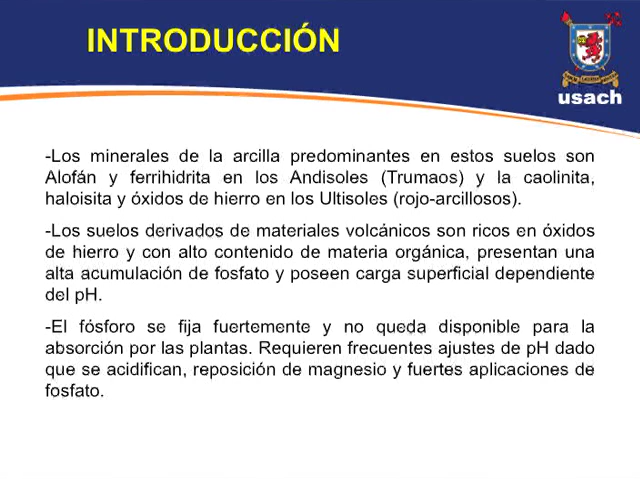 INTRODUCCIÓN
usach
-Los minerales de la arcilla predominantes en estos suelos son
Alofán y ferrihidrita en los Andisoles (Trumaos) y la caolinita,
haloisita y óxidos de hierro en los Ultisoles (rojo-arcillosos).
-Los suelos derivados de materiales volcánicos son ricos en óxidos
de hierro y con alto contenido de materia orgánica, presentan una
alta acumulación de fosfato y poseen carga superficial dependiente
del pH.
-El fósforo se fija fuertemente y no queda disponible para la
absorción por las plantas. Requieren frecuentes ajustes de pH dado
que se acidifican, reposición de magnesio y fuertes aplicaciones de
fosfato.